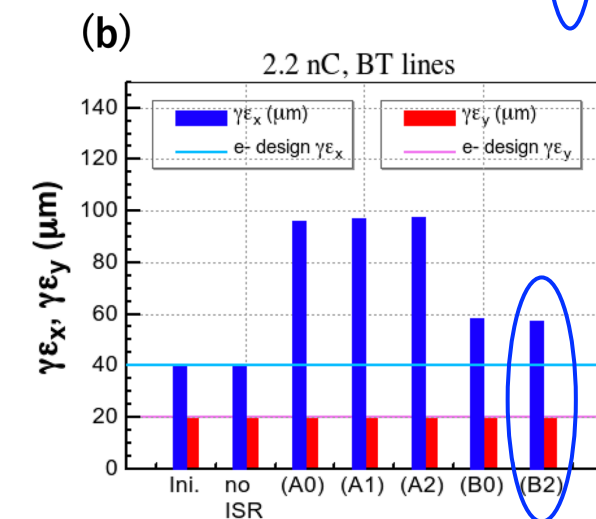 (b)
2.2 nC, BT lines
γεx (μm)
γεy (μm)
e- design γεx
e- design γεy
γεx, γεy (μm)
140
120
100
80
60
40
20
0
Ini.
no ISR
(A0)
(A1)
(A2)
(B0)
(B2)